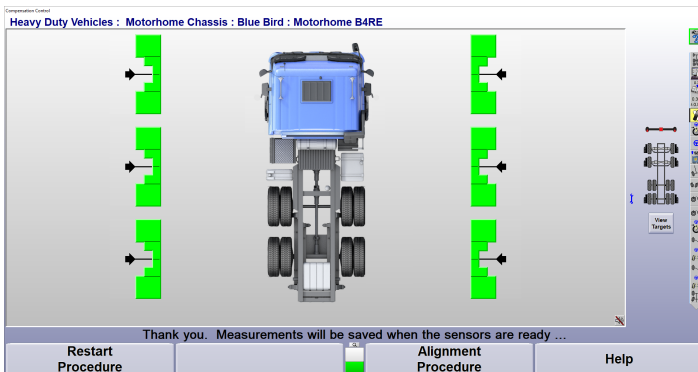 Compensation Control
Heavy Duty Vehicles : Motorhome Chassis : Blue Bird : Motorhome B4RE
View
Targets
Thank you. Measurements will be saved when the sensors are ready ...
Restart
Procedure
Alignment
Procedure
Help